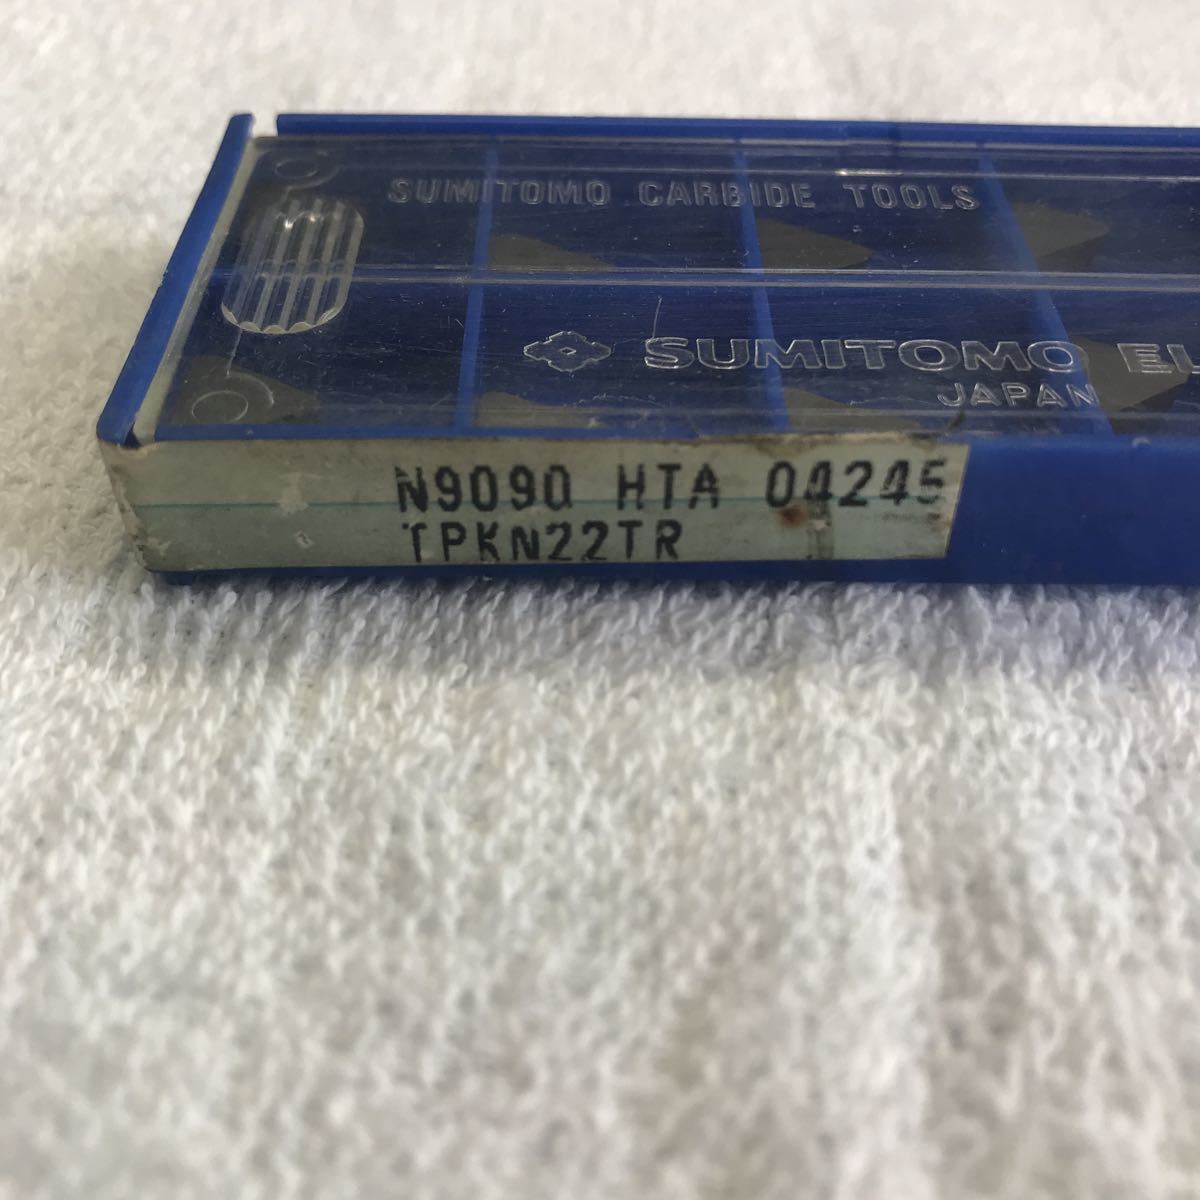 SUMITOMO CARBIDE TOOLS
SUMITOMO EL
JAPAN
N9090 HTA 04245
TPKN22TR